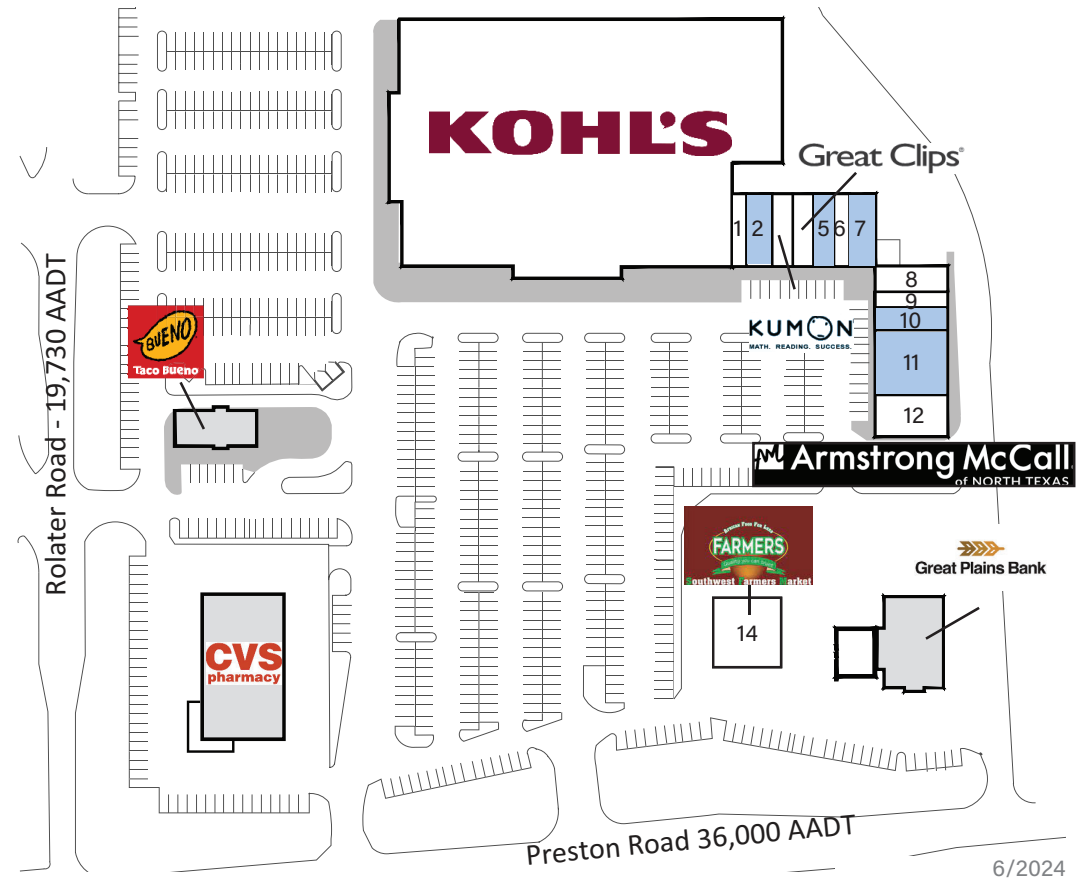 KOHL'S
Great Clips®
1 2 5 6 7
8
9
10
11
12
KUMON
MATH. READING. SUCCESS.
Rolater Road - 19,730 AADT
BUENO
Taco Bueno
Armstrong McCall
of NORTH TEXAS
FARMERS
Southwest Farmers Market
14
Great Plains Bank
CVS
pharmacy
Preston Road 36,000 AADT
6/2024